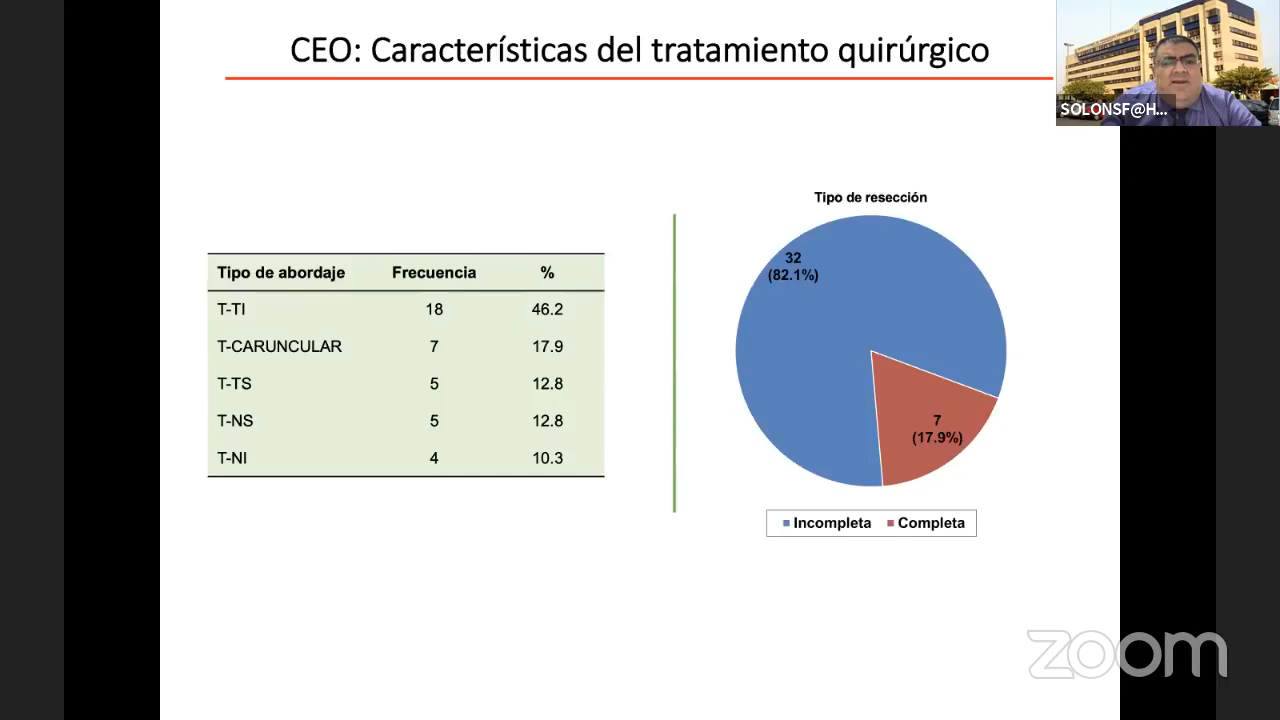 CEO: Características del tratamiento quirúrgico
SOLONSF@H...
Tipo de abordaje Frecuencia %
T-TI 18 46.2
T-CARUNCULAR 7 17.9
T-TS 5 12.8
T-NS 5 12.8
T-NI 4 10.3
Tipo de resección
32
(82.1%)
7
(17.9%)
Incompleta Completa
zoom